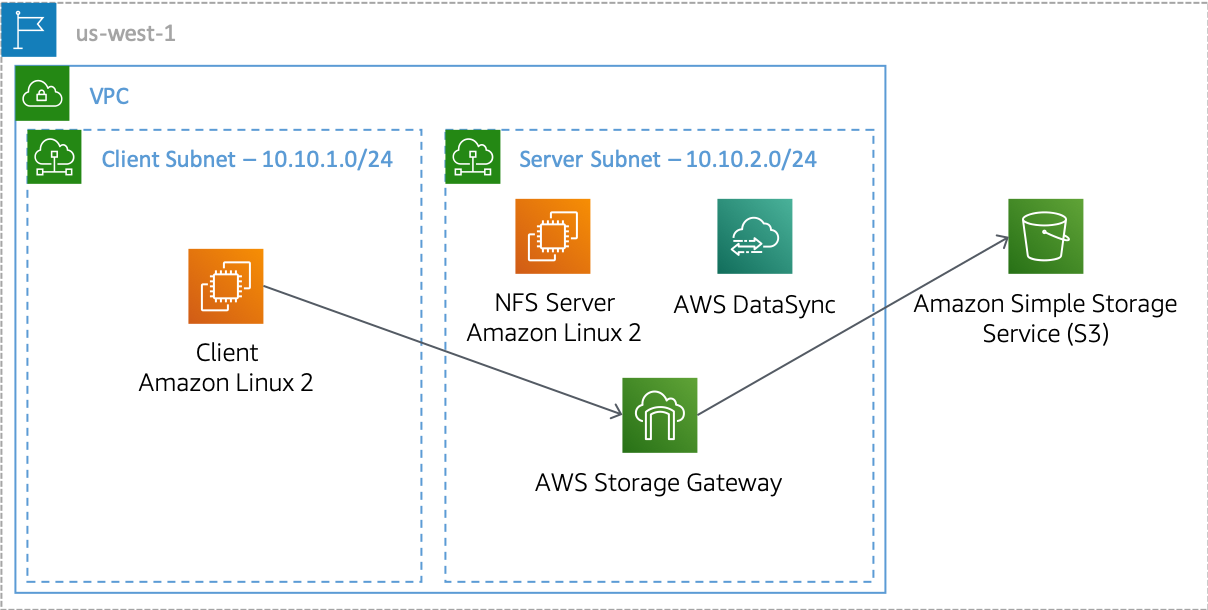 us-west-1
VPC
Client Subnet – 10.10.1.0/24
Server Subnet – 10.10.2.0/24
Client
Amazon Linux 2
NFS Server
Amazon Linux 2
AWS DataSync
Amazon Simple Storage
Service (S3)
AWS Storage Gateway